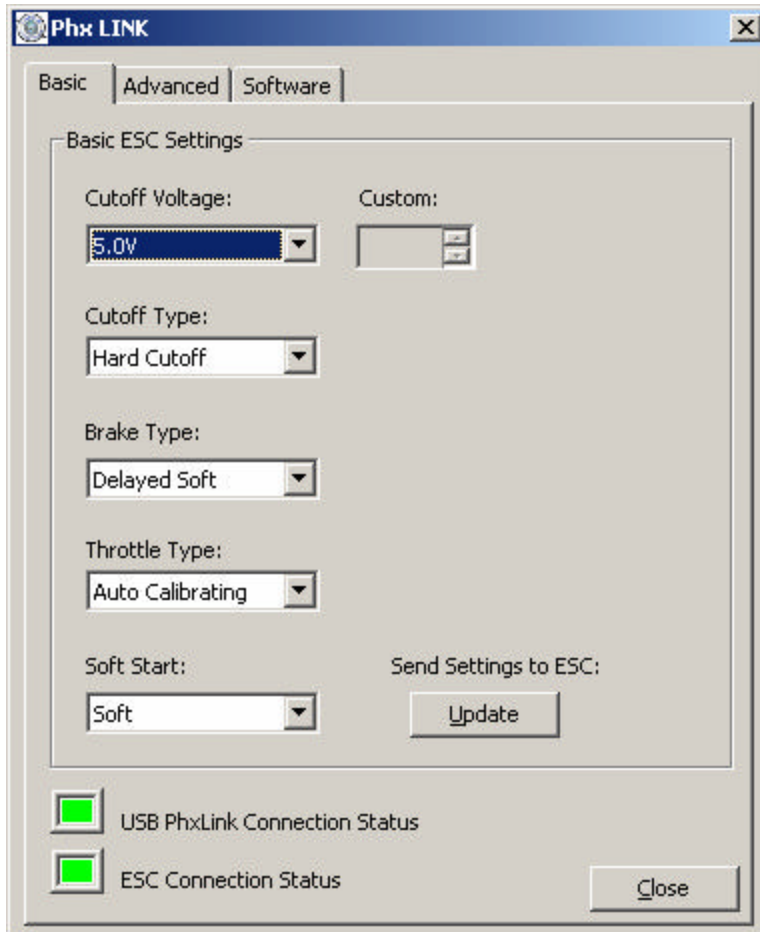 Phx LINK
Basic Advanced Software
Basic ESC Settings
Cutoff Voltage: Custom:
5.0V
Cutoff Type:
Hard Cutoff
Brake Type:
Delayed Soft
Throttle Type:
Auto Calibrating
Soft Start: Send Settings to ESC:
Soft Update
USB PhxLink Connection Status
ESC Connection Status
Close